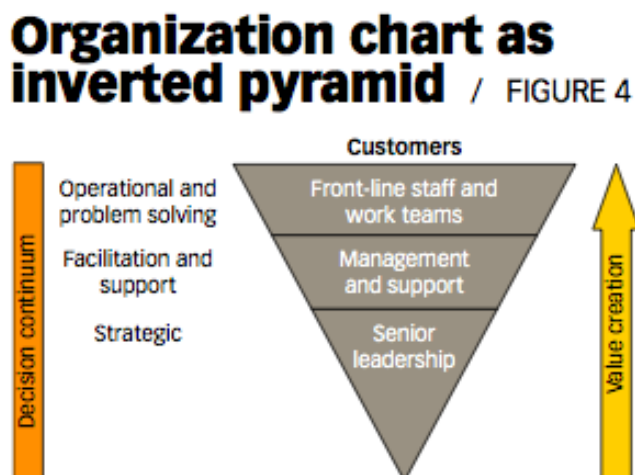 Organization chart as
inverted pyramid / FIGURE 4
Customers
Operational and
problem solving
Front-line staff and
work teams
Facilitation and
support
Management
and support
Strategic
Senior
leadership
Decision continuum
Value creation